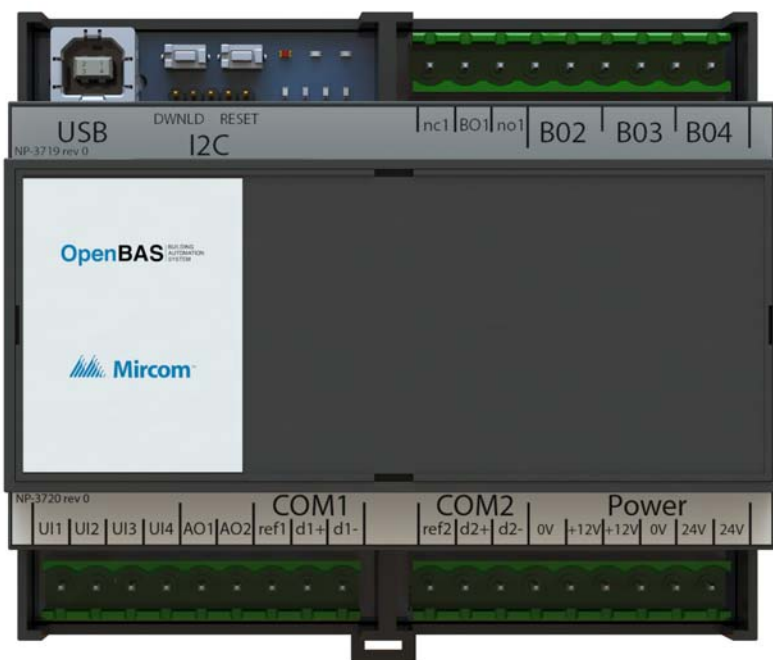 DWNLD RESET
USB I2C
NP-3719 rev 0
nc1 BO1 no1 B02 B03 B04
OpenBAS BUILDING AUTOMATION SYSTEM
Mircom
NP-3720 rev 0
COM1 COM2 Power
UI1 UI2 UI3 UI4 AO1 AO2 ref1 d1+ d1- ref2 d2+ d2- 0V +12V +12V 0V 24V 24V